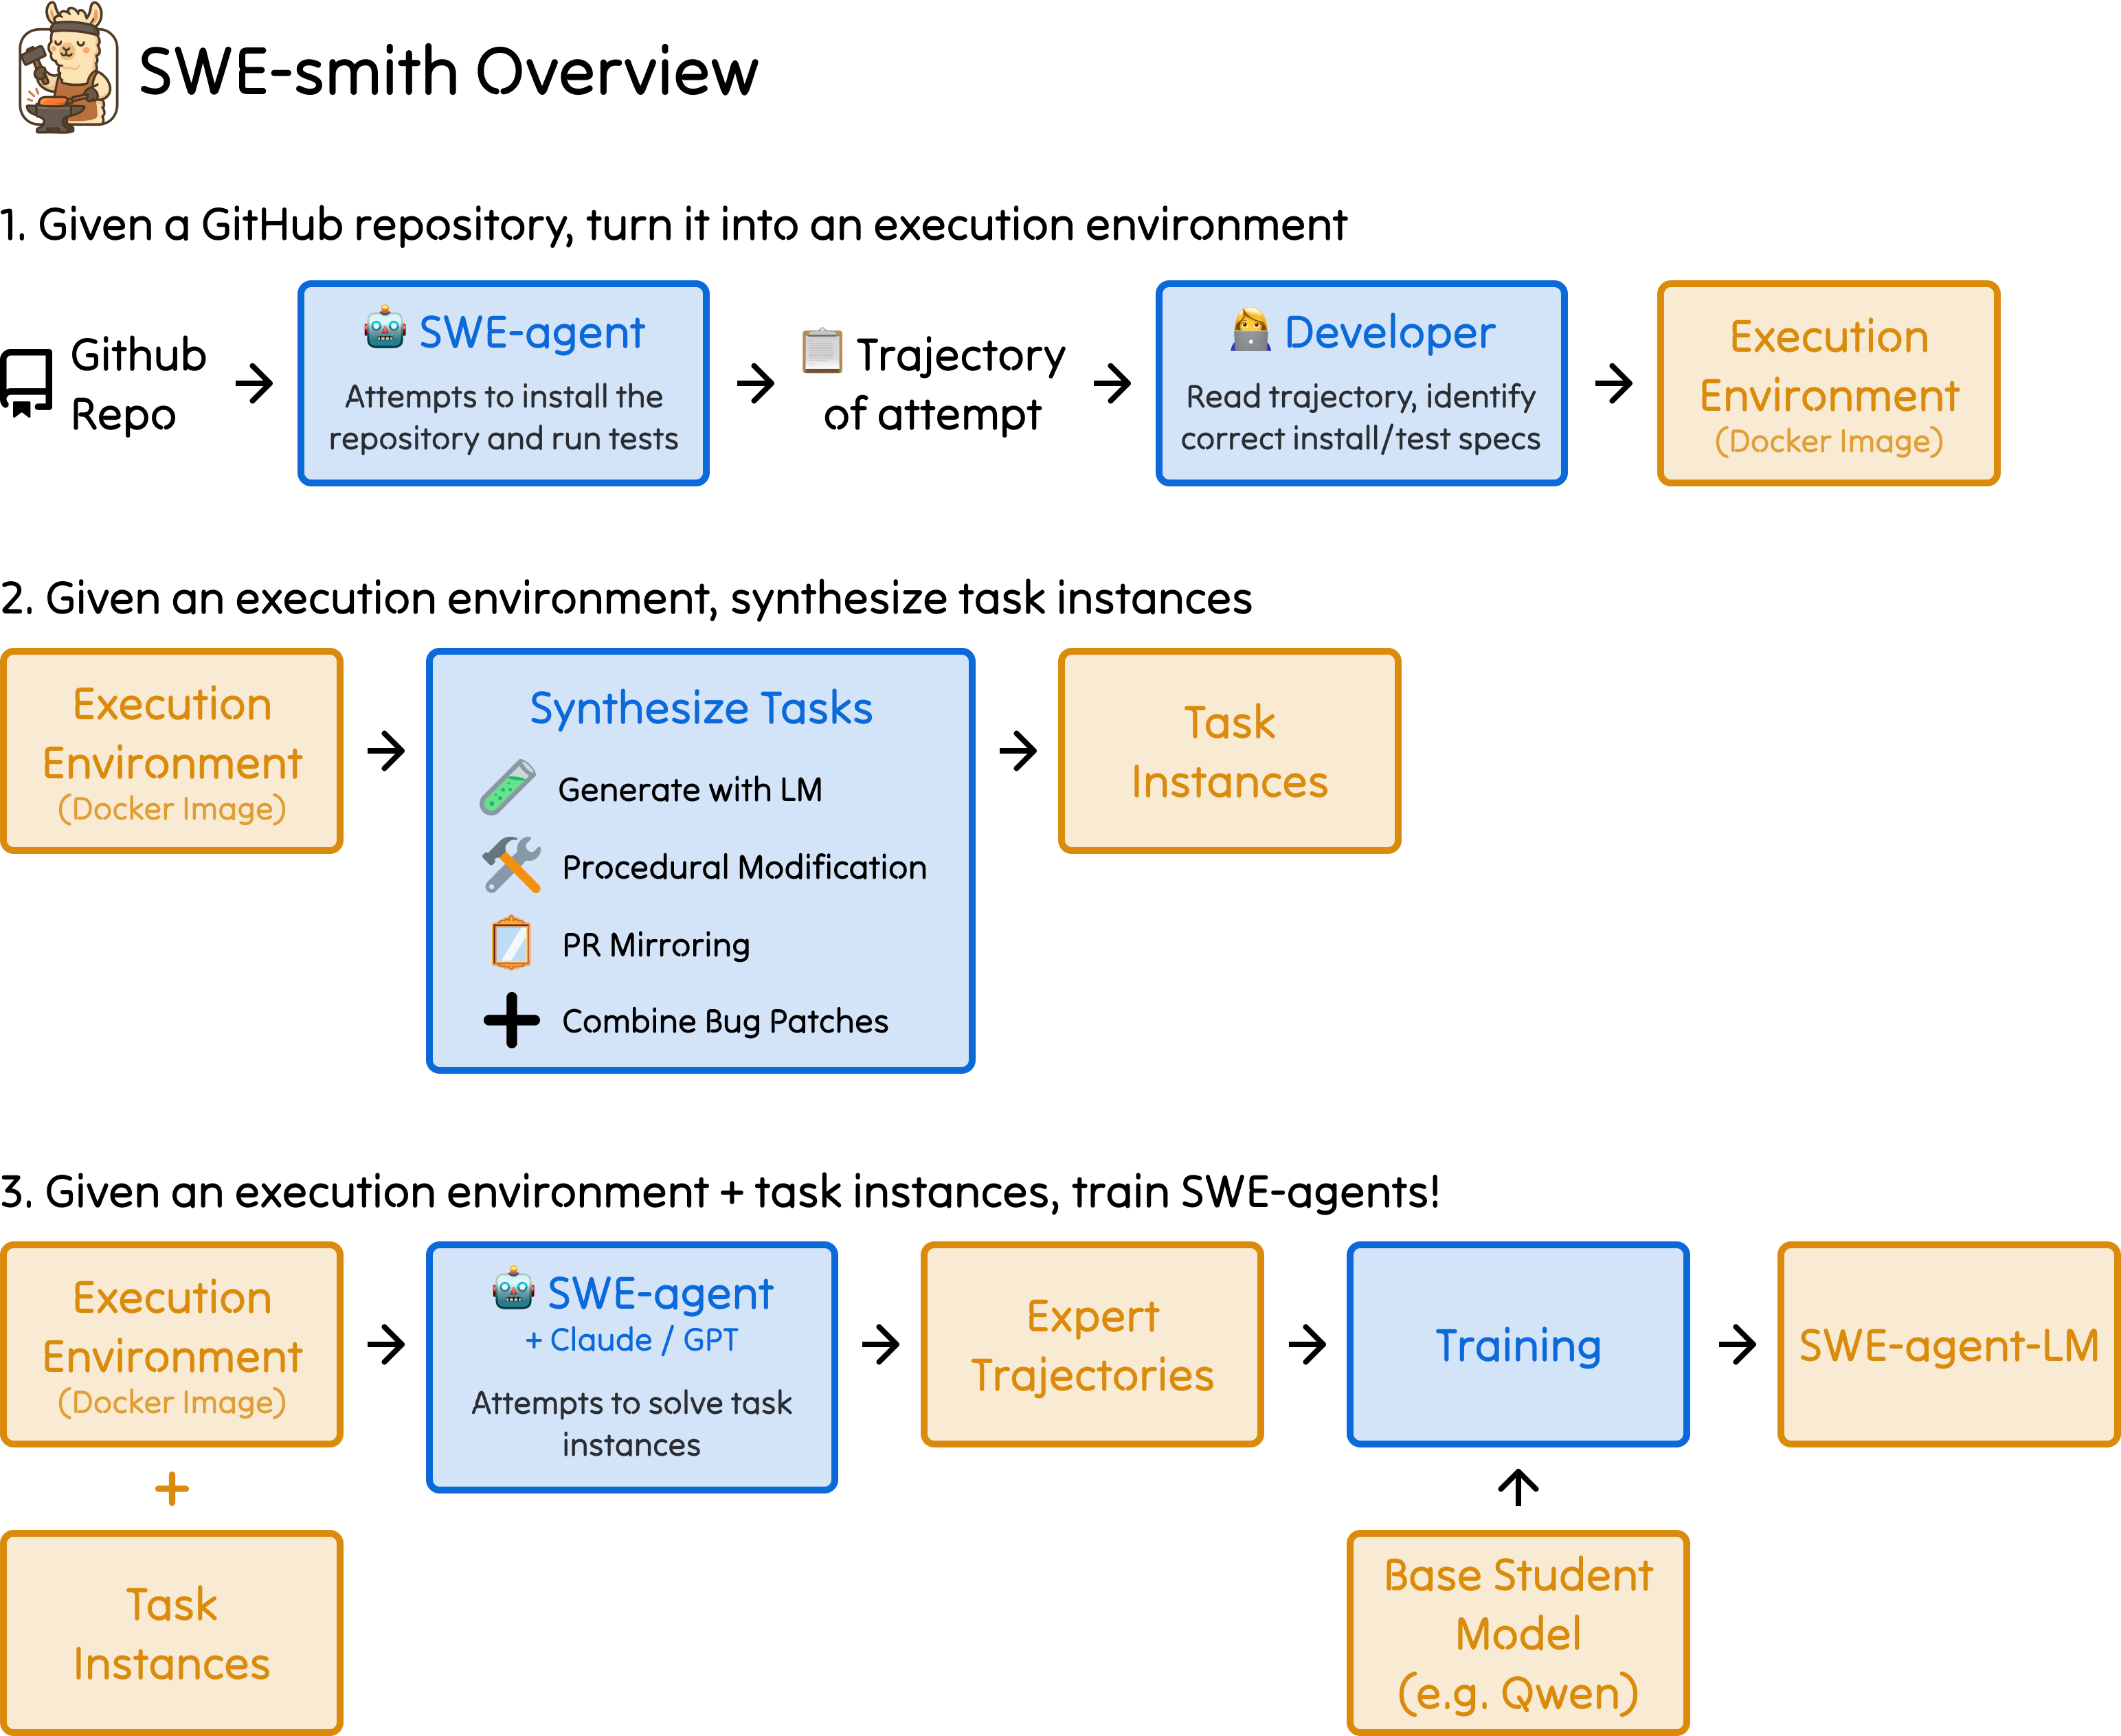 SWE-smith Overview
1. Given a GitHub repository, turn it into an execution environment
Github
Repo
SWE-agent
Attempts to install the
repository and run tests
Trajectory
of attempt
Developer
Read trajectory, identify
correct install/test specs
Execution
Environment
(Docker Image)
2. Given an execution environment, synthesize task instances
Execution
Environment
(Docker Image)
Synthesize Tasks
Generate with LM
Procedural Modification
PR Mirroring
Combine Bug Patches
Task
Instances
3. Given an execution environment + task instances, train SWE-agents!
Execution
Environment
(Docker Image)
+
Task
Instances
SWE-agent
+ Claude / GPT
Attempts to solve task
instances
Expert
Trajectories
Training
Base Student
Model
(e.g. Qwen)
SWE-agent-LM